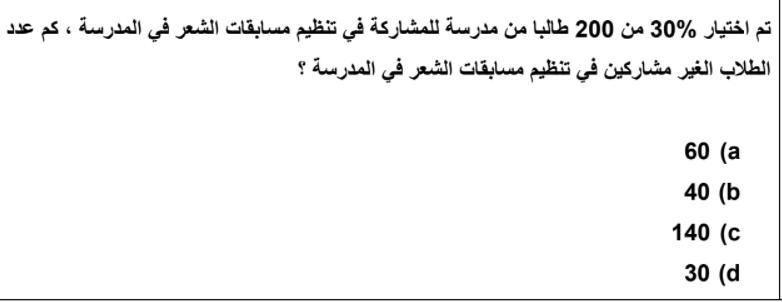 تم اختيار 30% من 200 طالبا من مدرسة للمشاركة في تنظيم مسابقات الشعر في المدرسة ، كم عدد
الطلاب الغير مشاركين في تنظيم مسابقات الشعر في المدرسة ؟
a) 60
b) 40
c) 140
d) 30